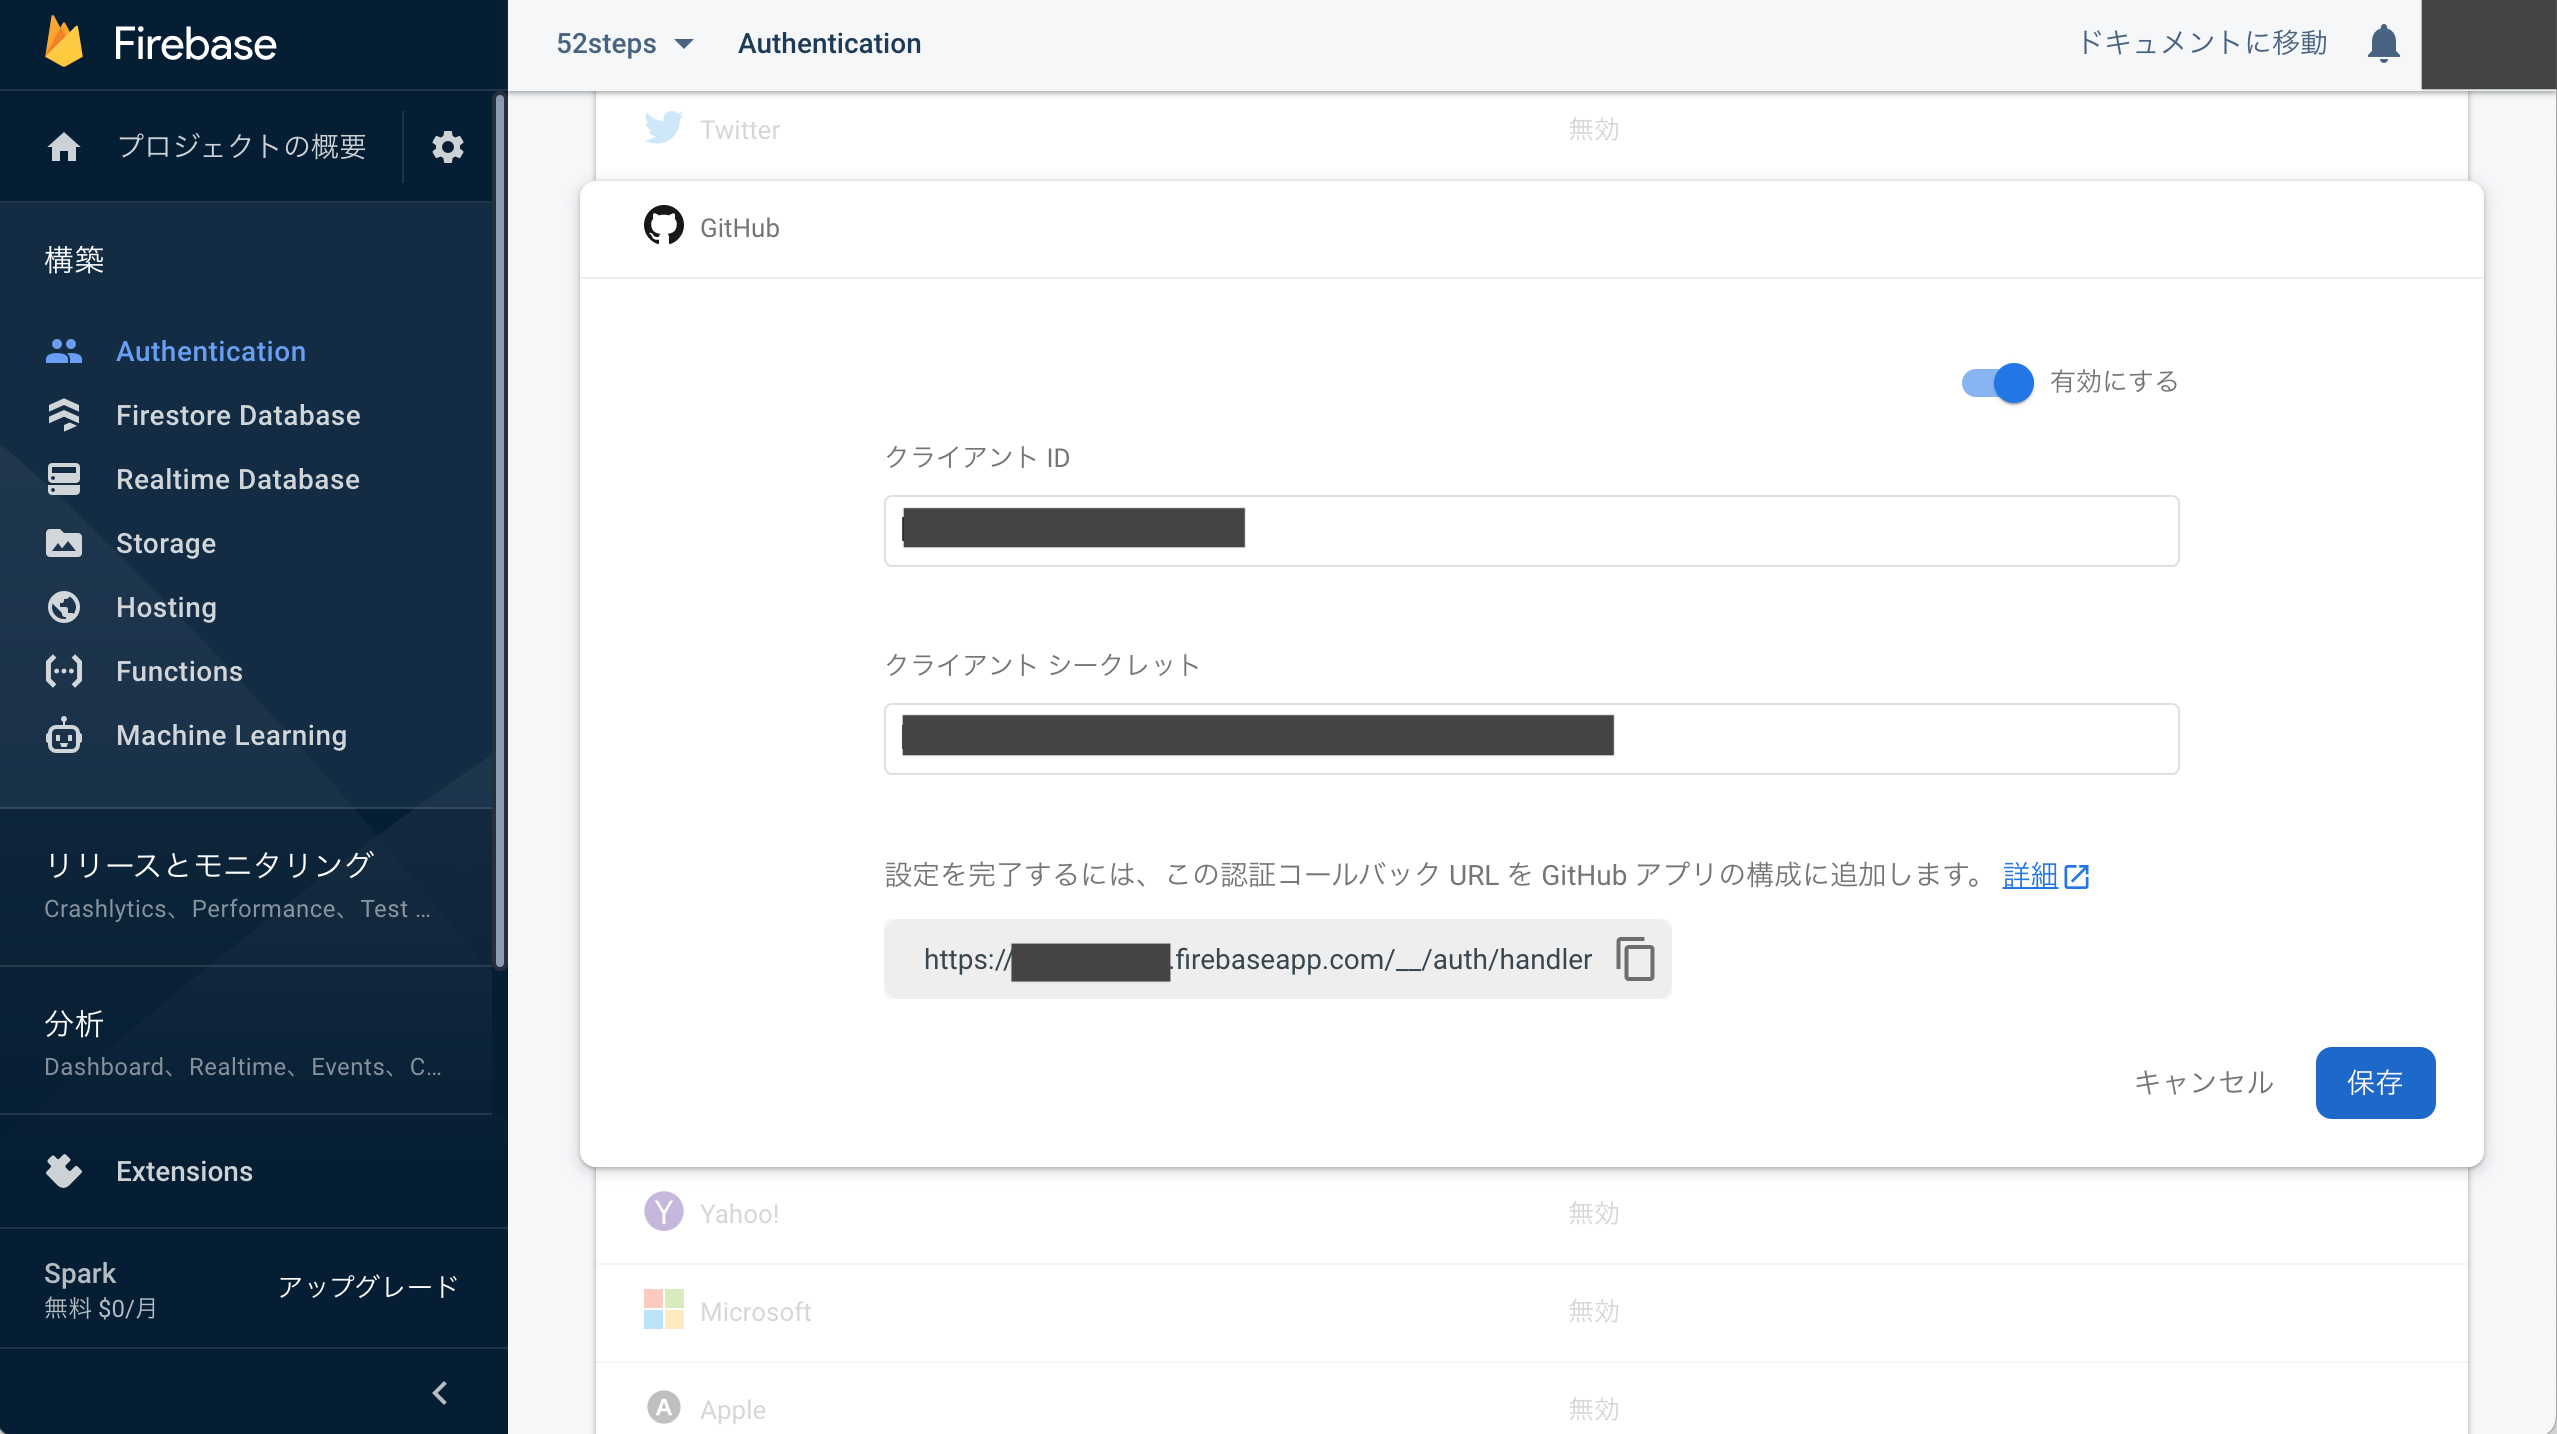 Firebase
プロジェクトの概要
構築
Authentication
Firestore Database
Realtime Database
Storage
Hosting
Functions
Machine Learning
リリースとモニタリング
Crashlytics、Performance、Test ...
分析
Dashboard、Realtime、Events、C...
Extensions
Spark
無料 $0/月
アップグレード
52steps
Authentication
ドキュメントに移動
Twitter
無効
GitHub
有効にする
クライアント ID
クライアント シークレット
設定を完了するには、この認証コールバック URL を GitHub アプリの構成に追加します。 詳細
https://
.firebaseapp.com/__/auth/handler
キャンセル
保存
Yahoo!
無効
Microsoft
無効
Apple
無効